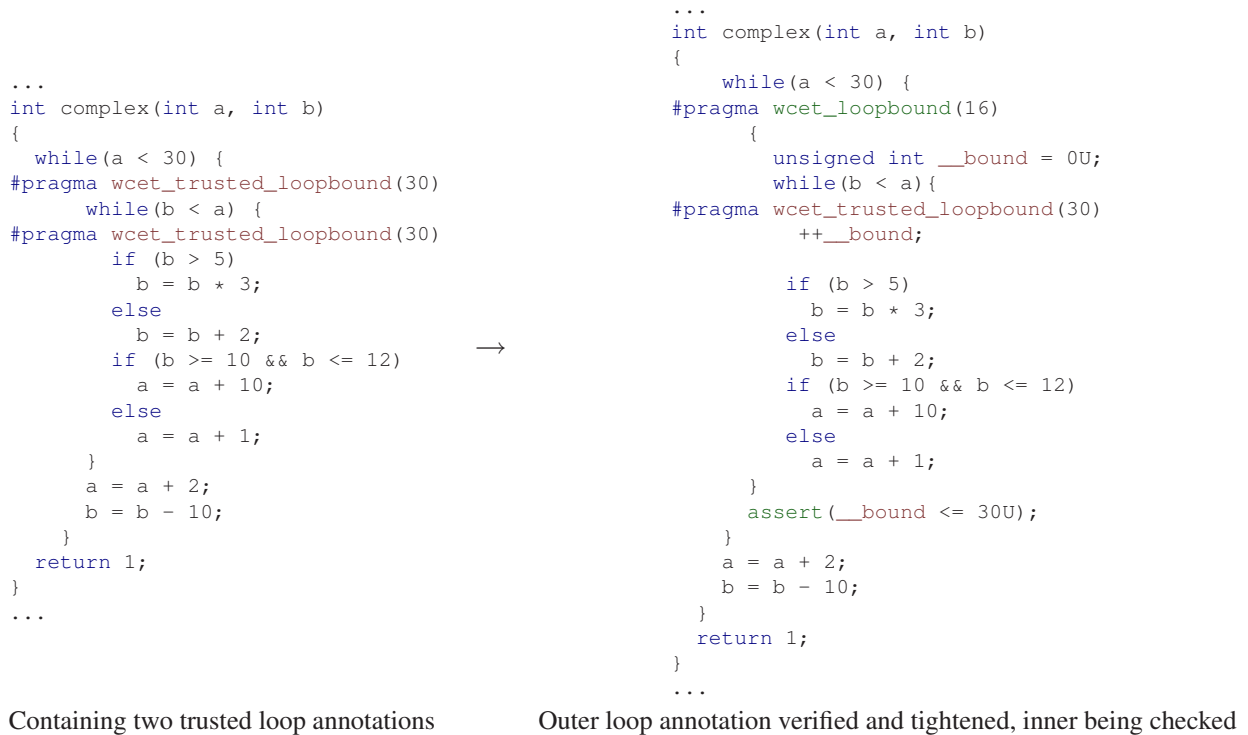 ...
int complex(int a, int b)
{
  while(a < 30) {
#pragma wcet_trusted_loopbound(30)
      while(b < a) {
#pragma wcet_trusted_loopbound(30)
        if (b > 5)
          b = b * 3;
        else
          b = b + 2;
        if (b >= 10 && b <= 12)
          a = a + 10;
        else
          a = a + 1;
      }
      a = a + 2;
      b = b - 10;
    }
  return 1;
}
...
Containing two trusted loop annotations
→
...
int complex(int a, int b)
{
    while(a < 30) {
#pragma wcet_loopbound(16)
      {
        unsigned int __bound = 0U;
        while(b < a){
#pragma wcet_trusted_loopbound(30)
          ++__bound;
         if (b > 5)
           b = b * 3;
         else
           b = b + 2;
         if (b >= 10 && b <= 12)
           a = a + 10;
         else
           a = a + 1;
      }
      assert(__bound <= 30U);
    }
    a = a + 2;
    b = b - 10;
  }
  return 1;
}
...
Outer loop annotation verified and tightened, inner being checked